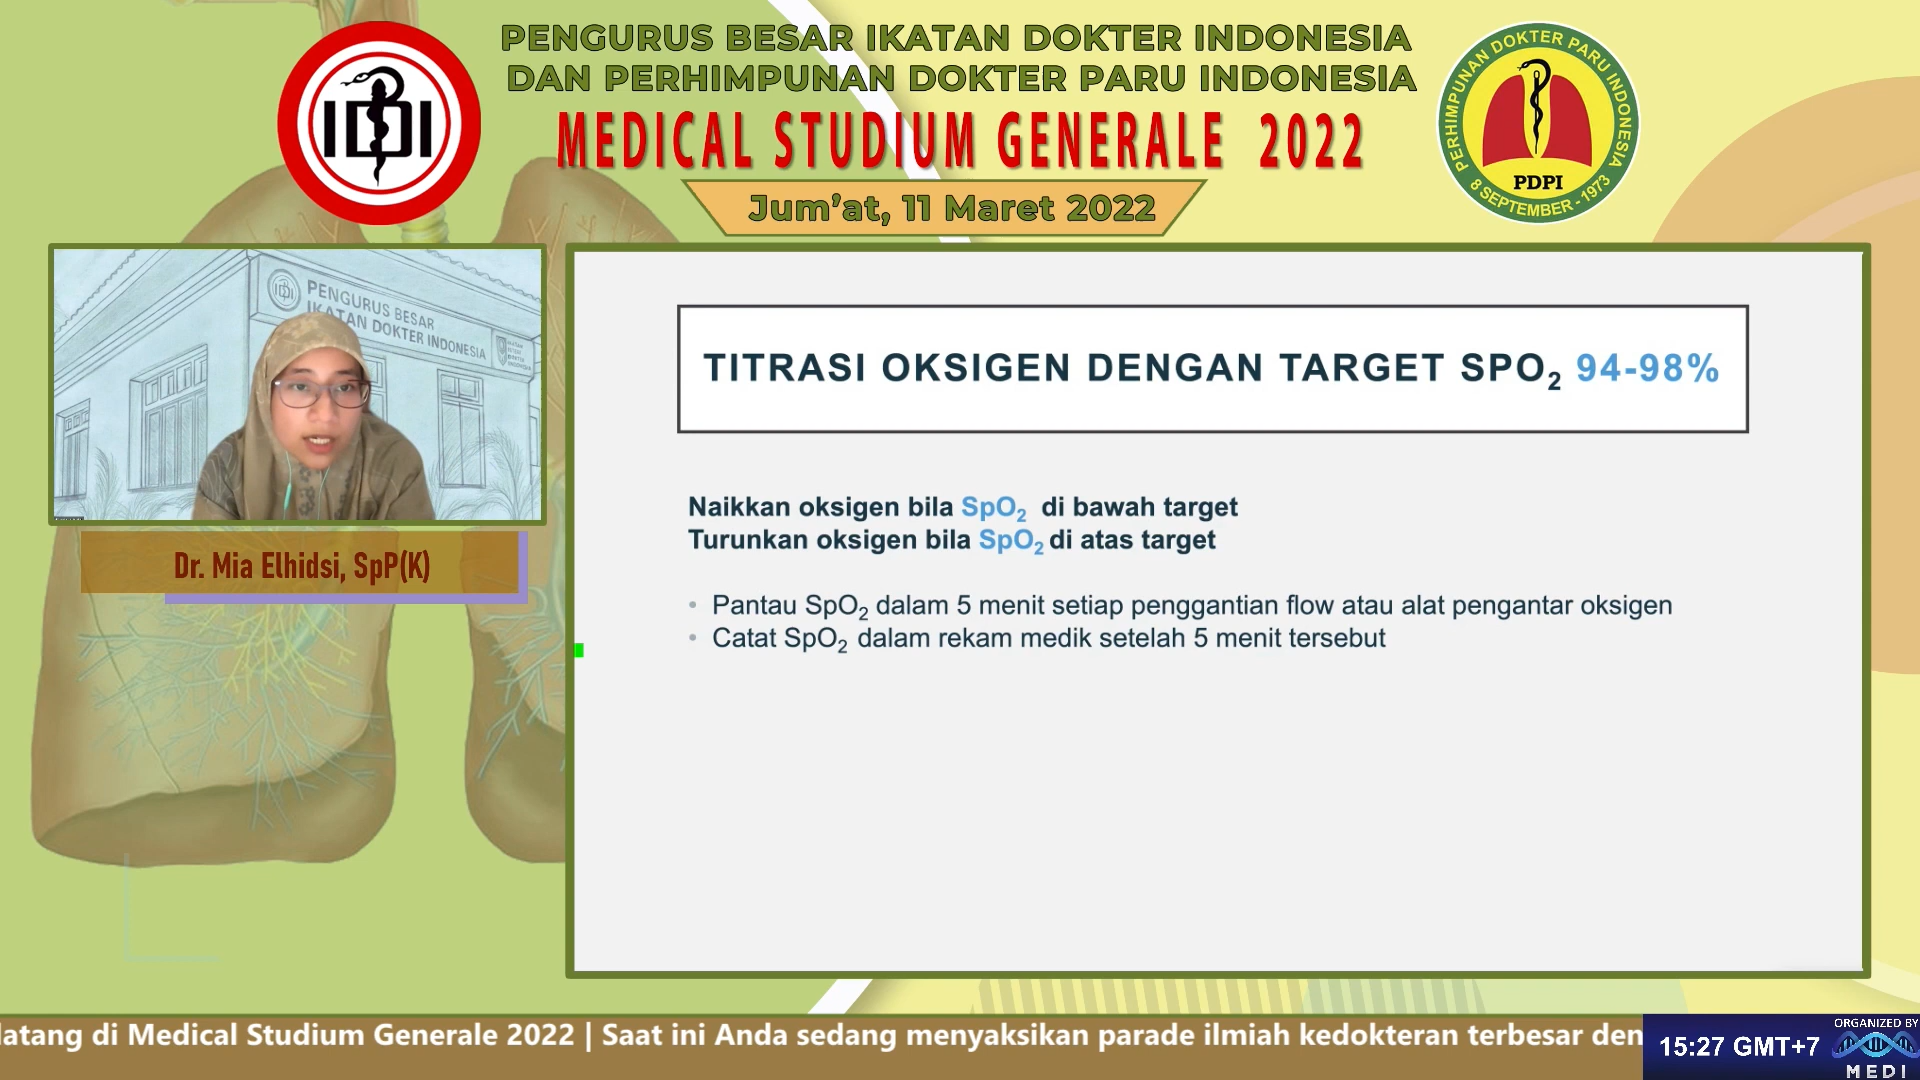 PENGURUS BESAR IKATAN DOKTER INDONESIA
DAN PERHIMPUNAN DOKTER PARU INDONESIA
MEDICAL STUDIUM GENERALE 2022
Jum'at, 11 Maret 2022
IDI
PERHIMPUNAN DOKTER PARU INDONESIA
PDPI
8 SEPTEMBER - 1973
PENGURUS BESAR
IKATAN DOKTER INDONESIA
Dr. Mia Elhidsi, SpP(K)
TITRASI OKSIGEN DENGAN TARGET SPO₂ 94-98%
Naikkan oksigen bila SpO₂ di bawah target
Turunkan oksigen bila SpO₂ di atas target
• Pantau SpO₂ dalam 5 menit setiap penggantian flow atau alat pengantar oksigen
• Catat SpO₂ dalam rekam medik setelah 5 menit tersebut
latang di Medical Studium Generale 2022 | Saat ini Anda sedang menyaksikan parade ilmiah kedokteran terbesar den
15:27 GMT+7
ORGANIZED BY
MEDI